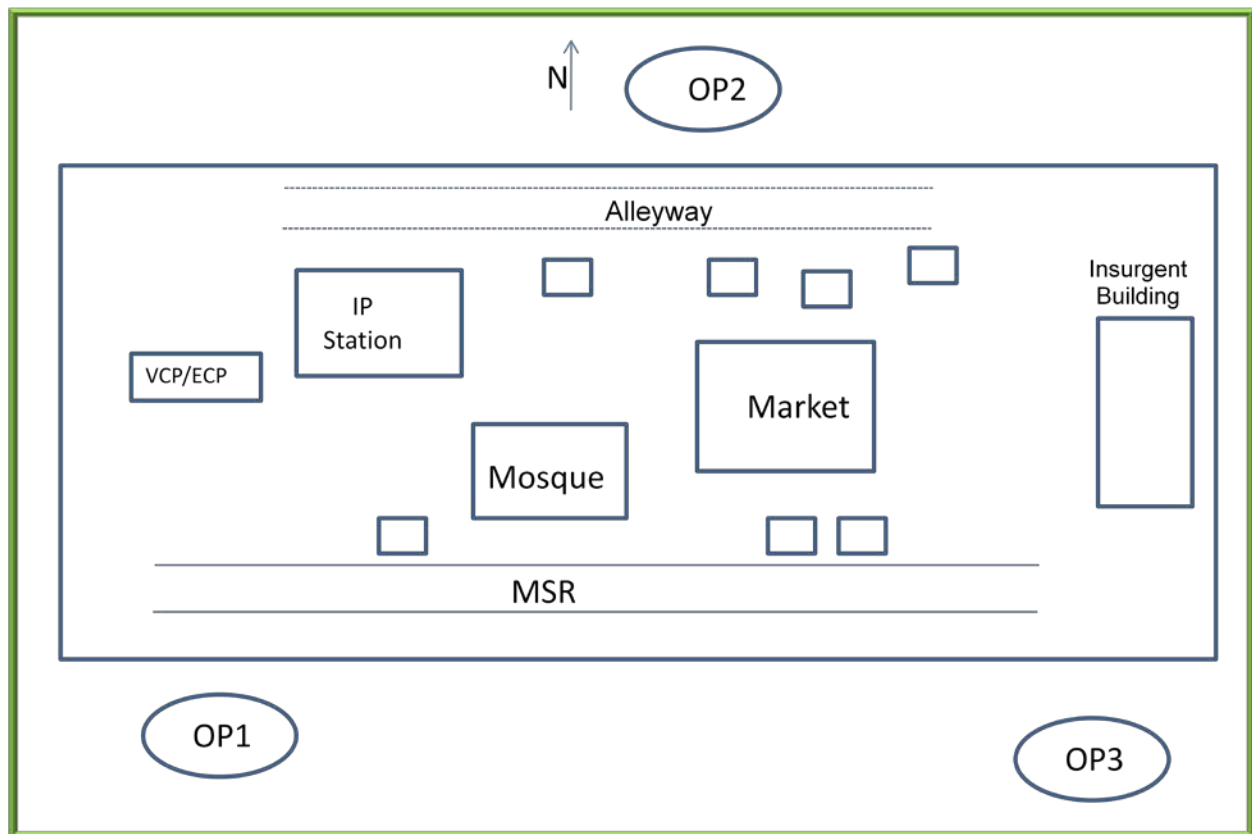 N
OP2
Alleyway
Insurgent
Building
IP
Station
VCP/ECP
Market
Mosque
MSR
OP1
OP3